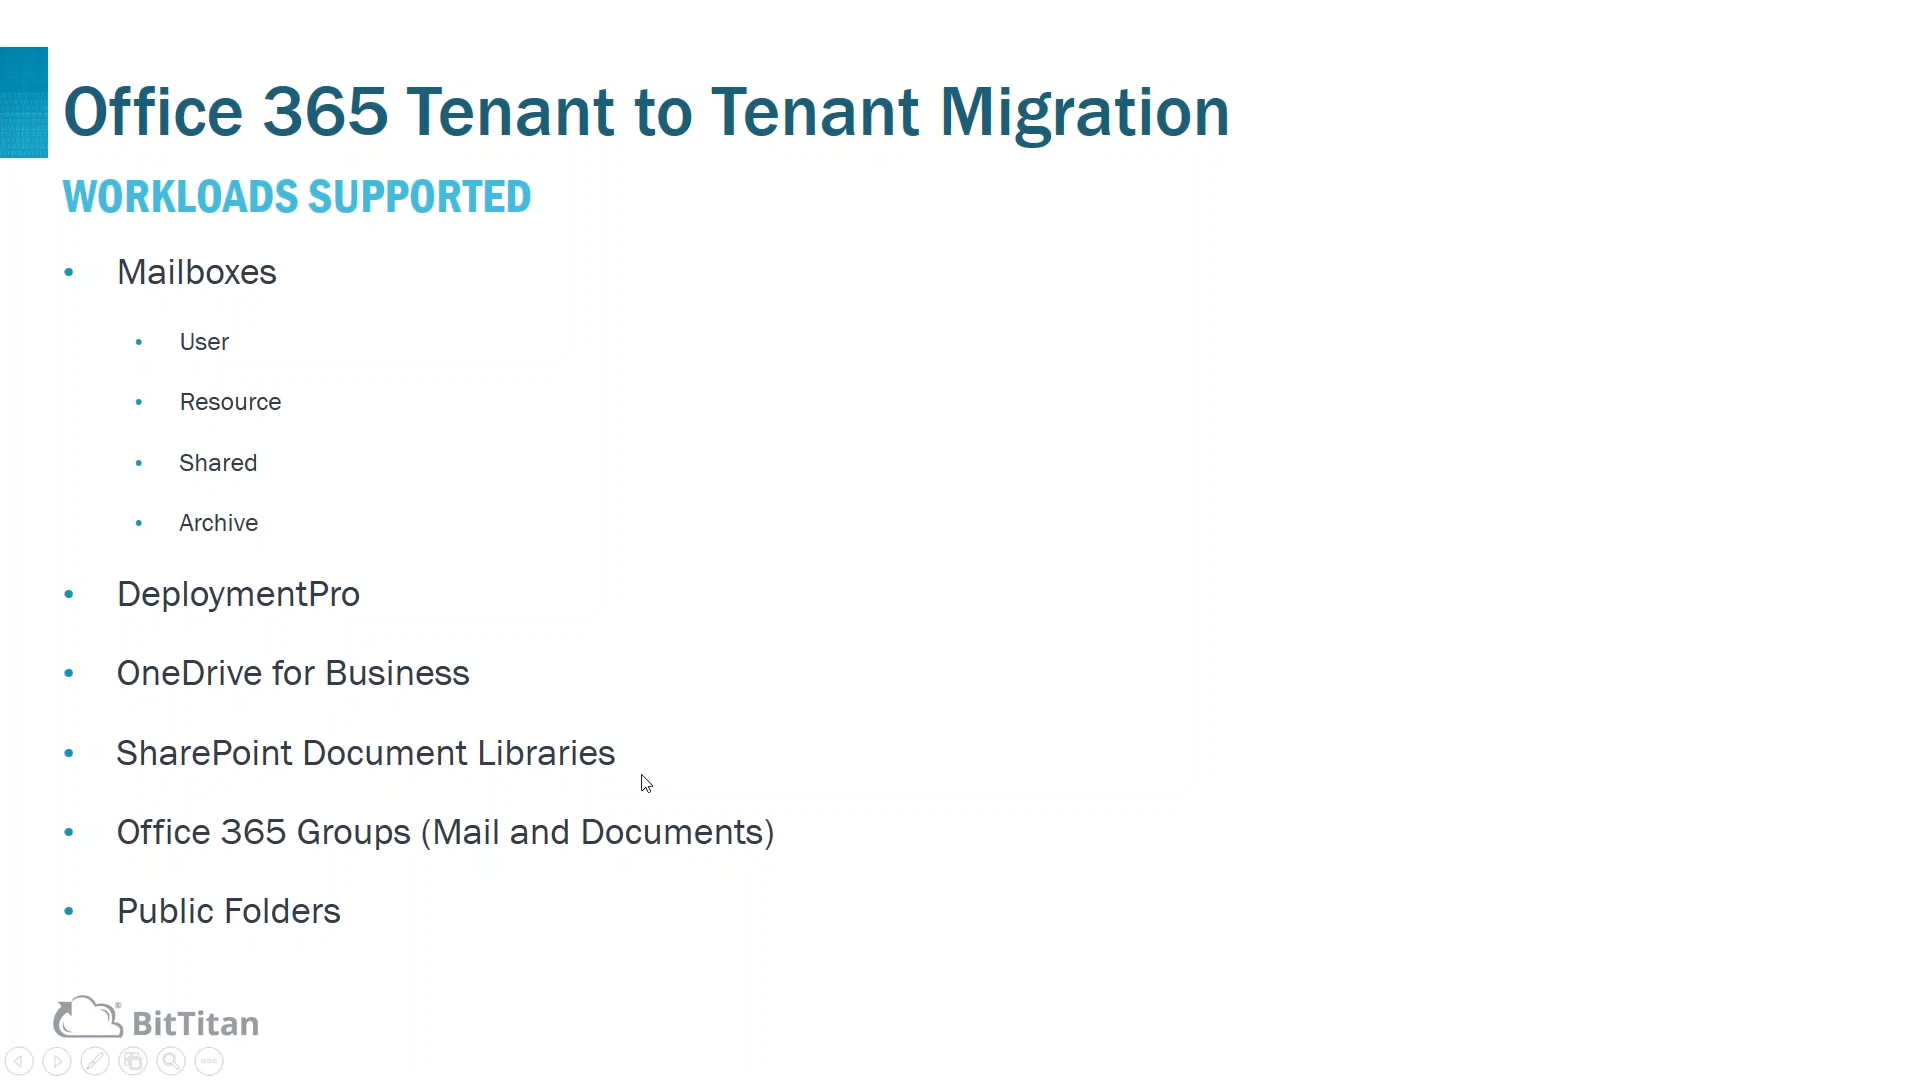 Office 365 Tenant to Tenant Migration
WORKLOADS SUPPORTED
• Mailboxes
• User
• Resource
• Shared
• Archive
• DeploymentPro
• OneDrive for Business
• SharePoint Document Libraries
• Office 365 Groups (Mail and Documents)
• Public Folders
BitTitan®